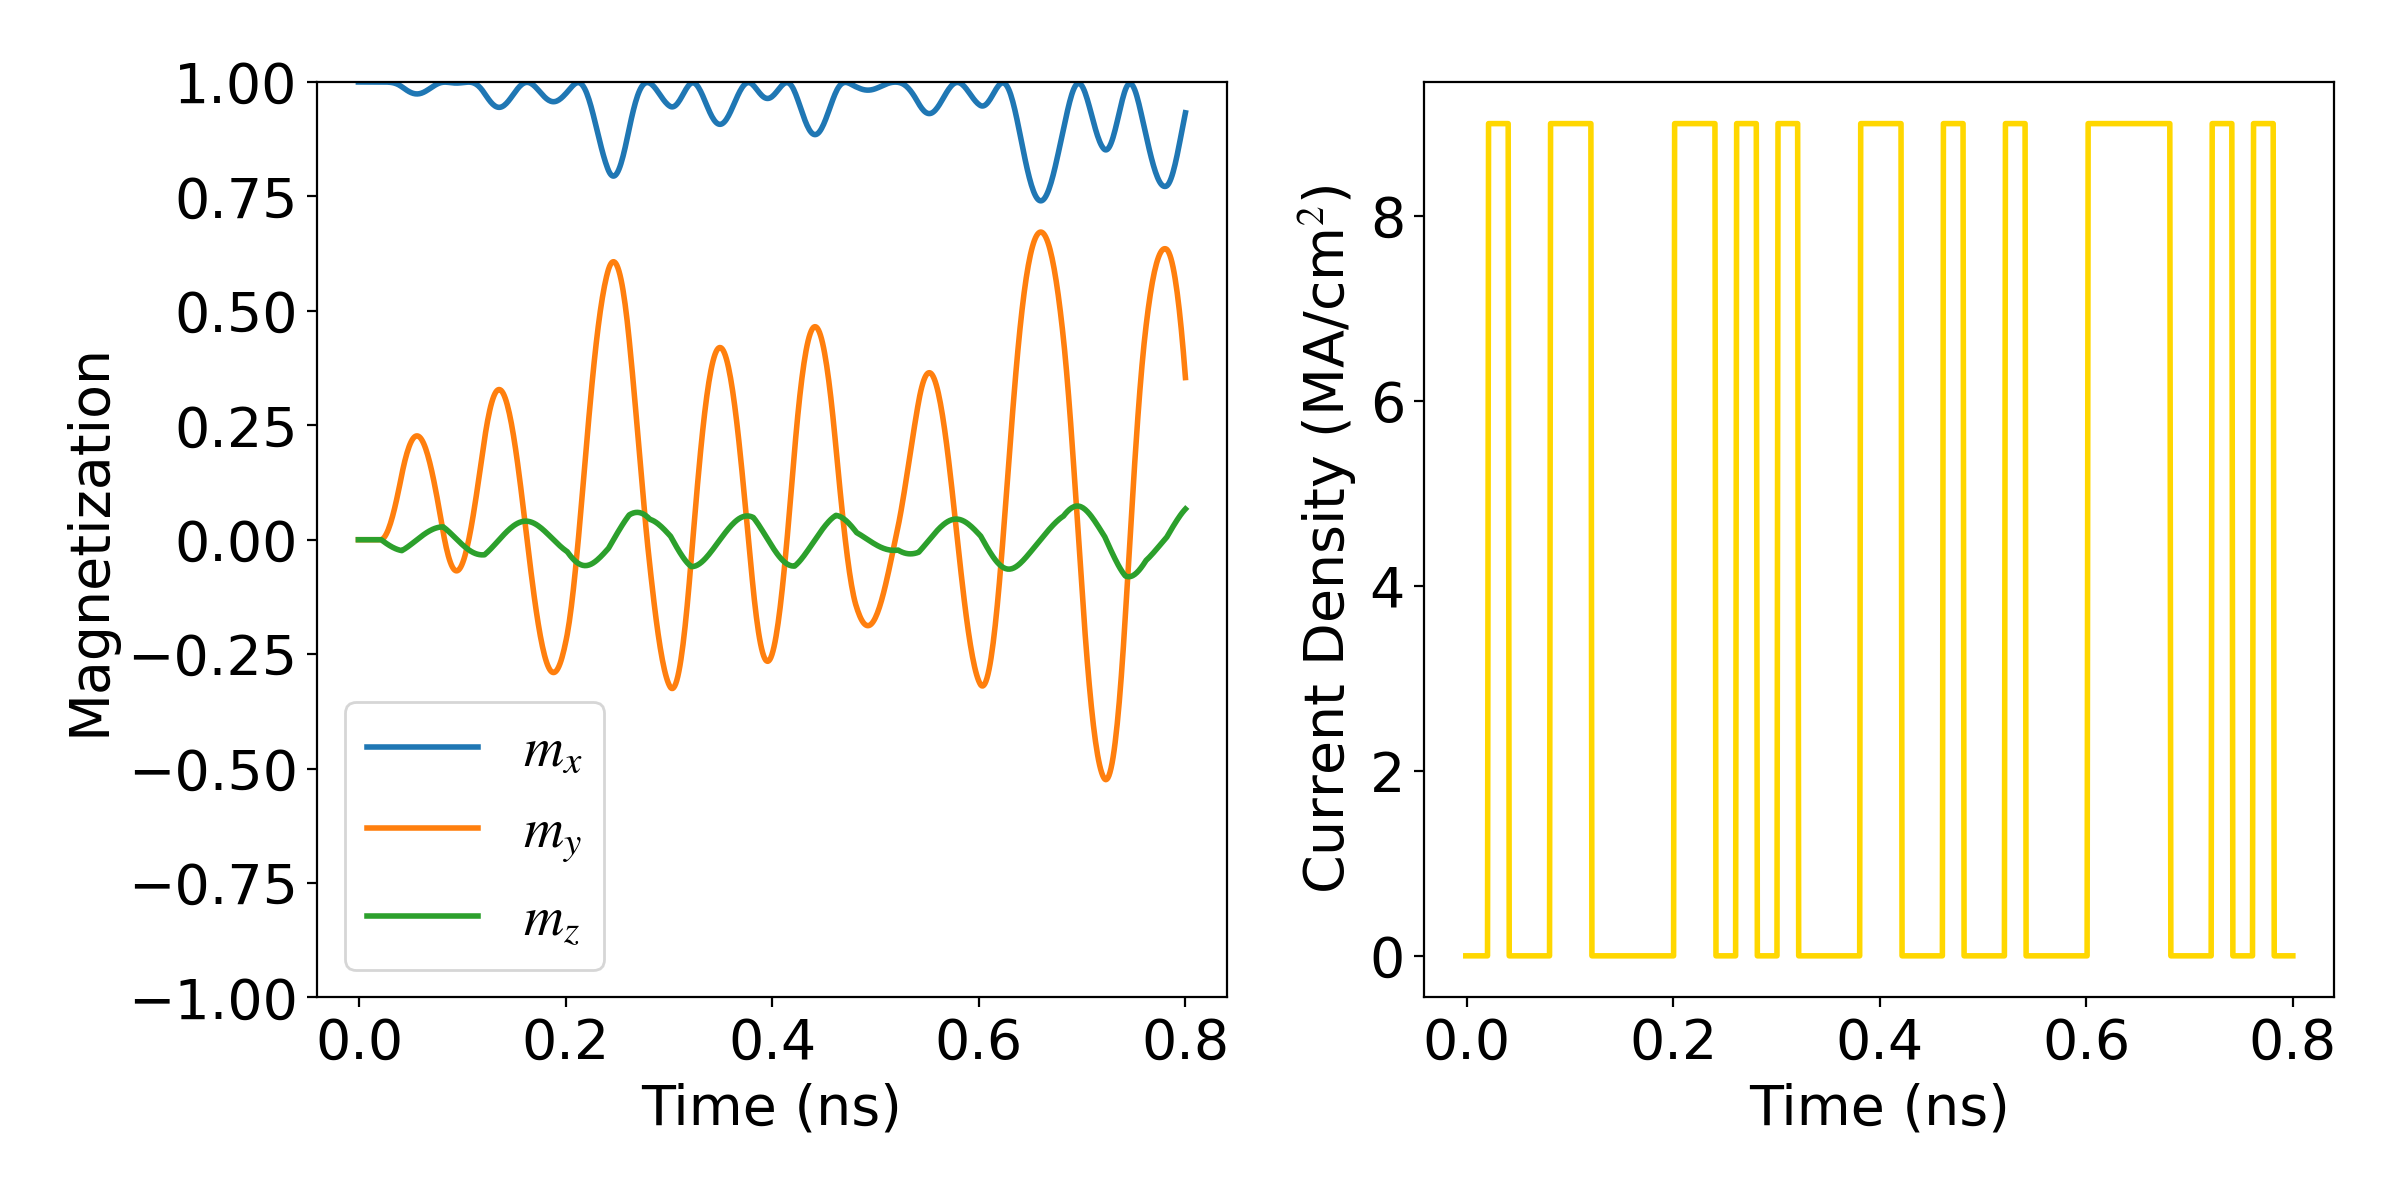 1.00
0.75
0.50
0.25
0.00
−0.25
−0.50
−0.75
−1.00
Magnetization
m_x
m_y
m_z
0.0 0.2 0.4 0.6 0.8
Time (ns)
8
6
4
2
0
Current Density (MA/cm²)
0.0 0.2 0.4 0.6 0.8
Time (ns)